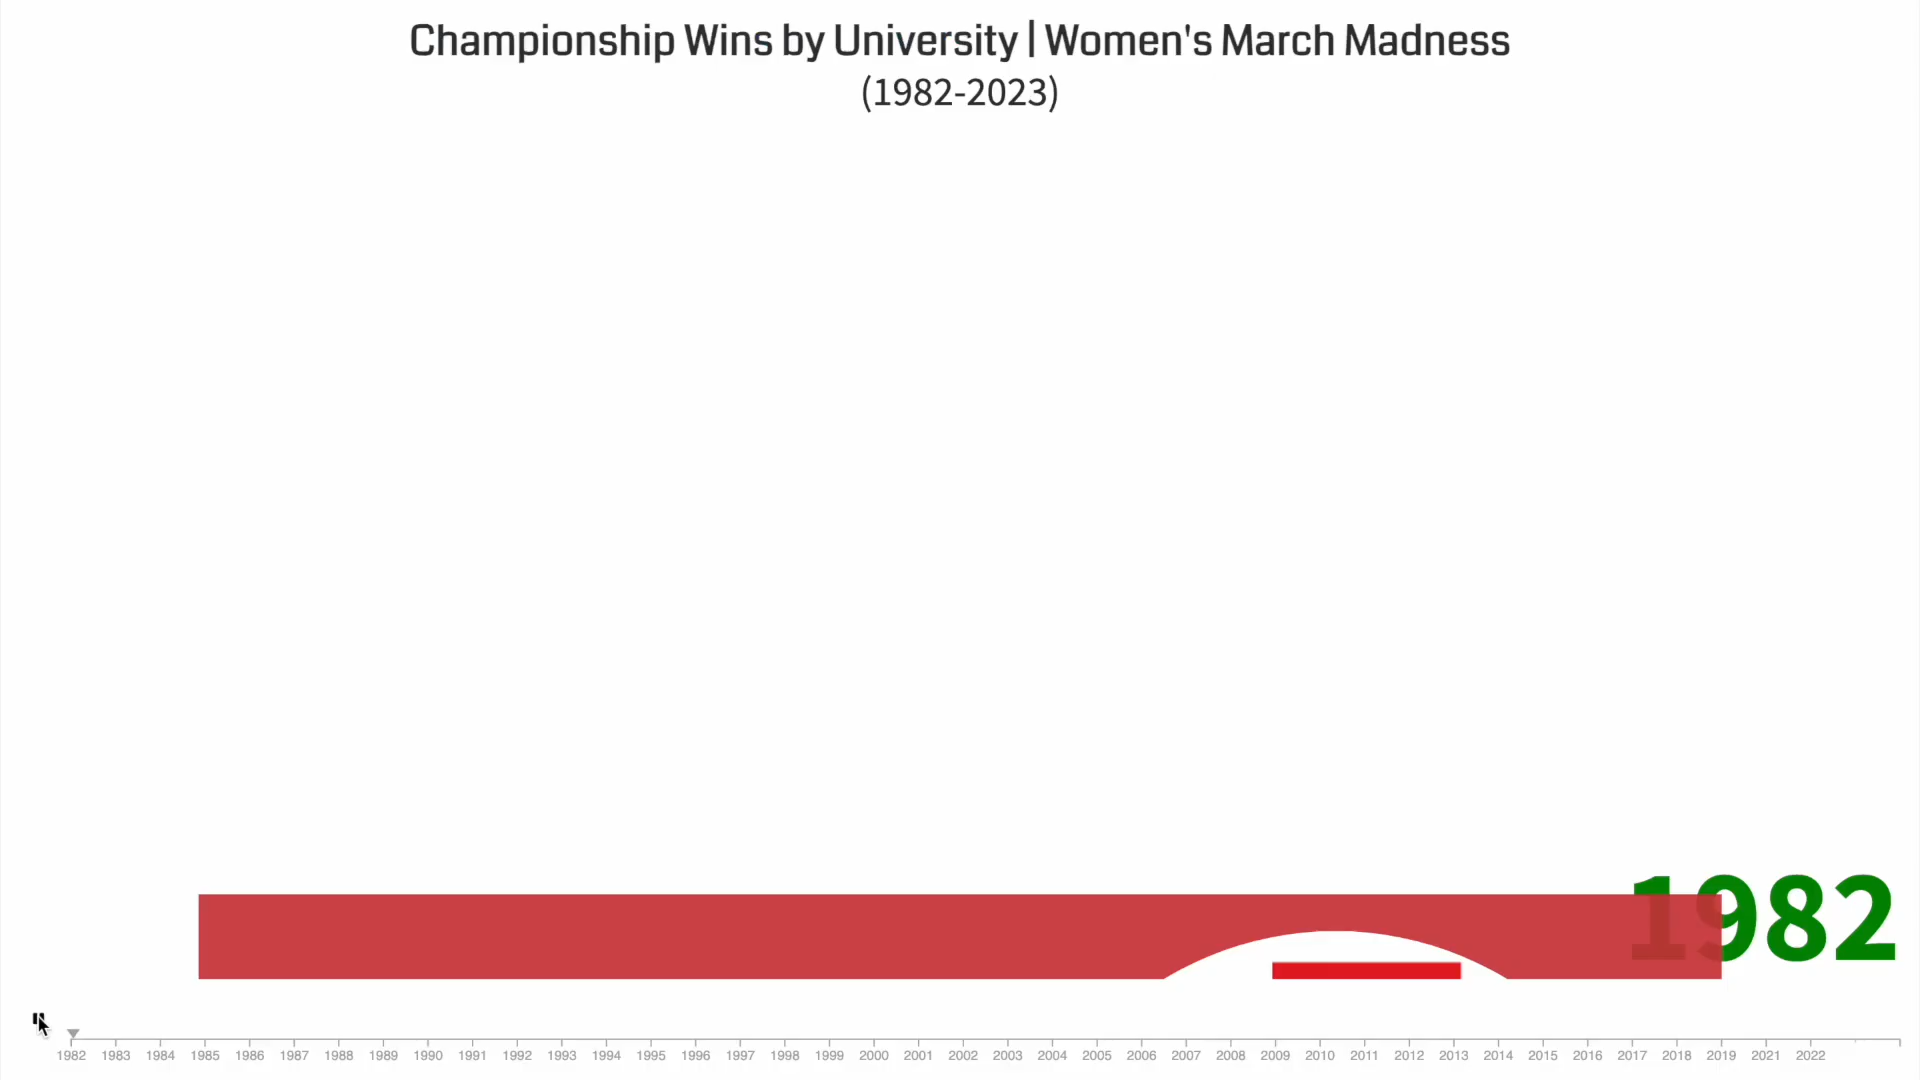 Championship Wins by University | Women's March Madness
(1982-2023)
1982
1982 1983 1984 1985 1986 1987 1988 1989 1990 1991 1992 1993 1994 1995 1996 1997 1998 1999 2000 2001 2002 2003 2004 2005 2006 2007 2008 2009 2010 2011 2012 2013 2014 2015 2016 2017 2018 2019 2021 2022